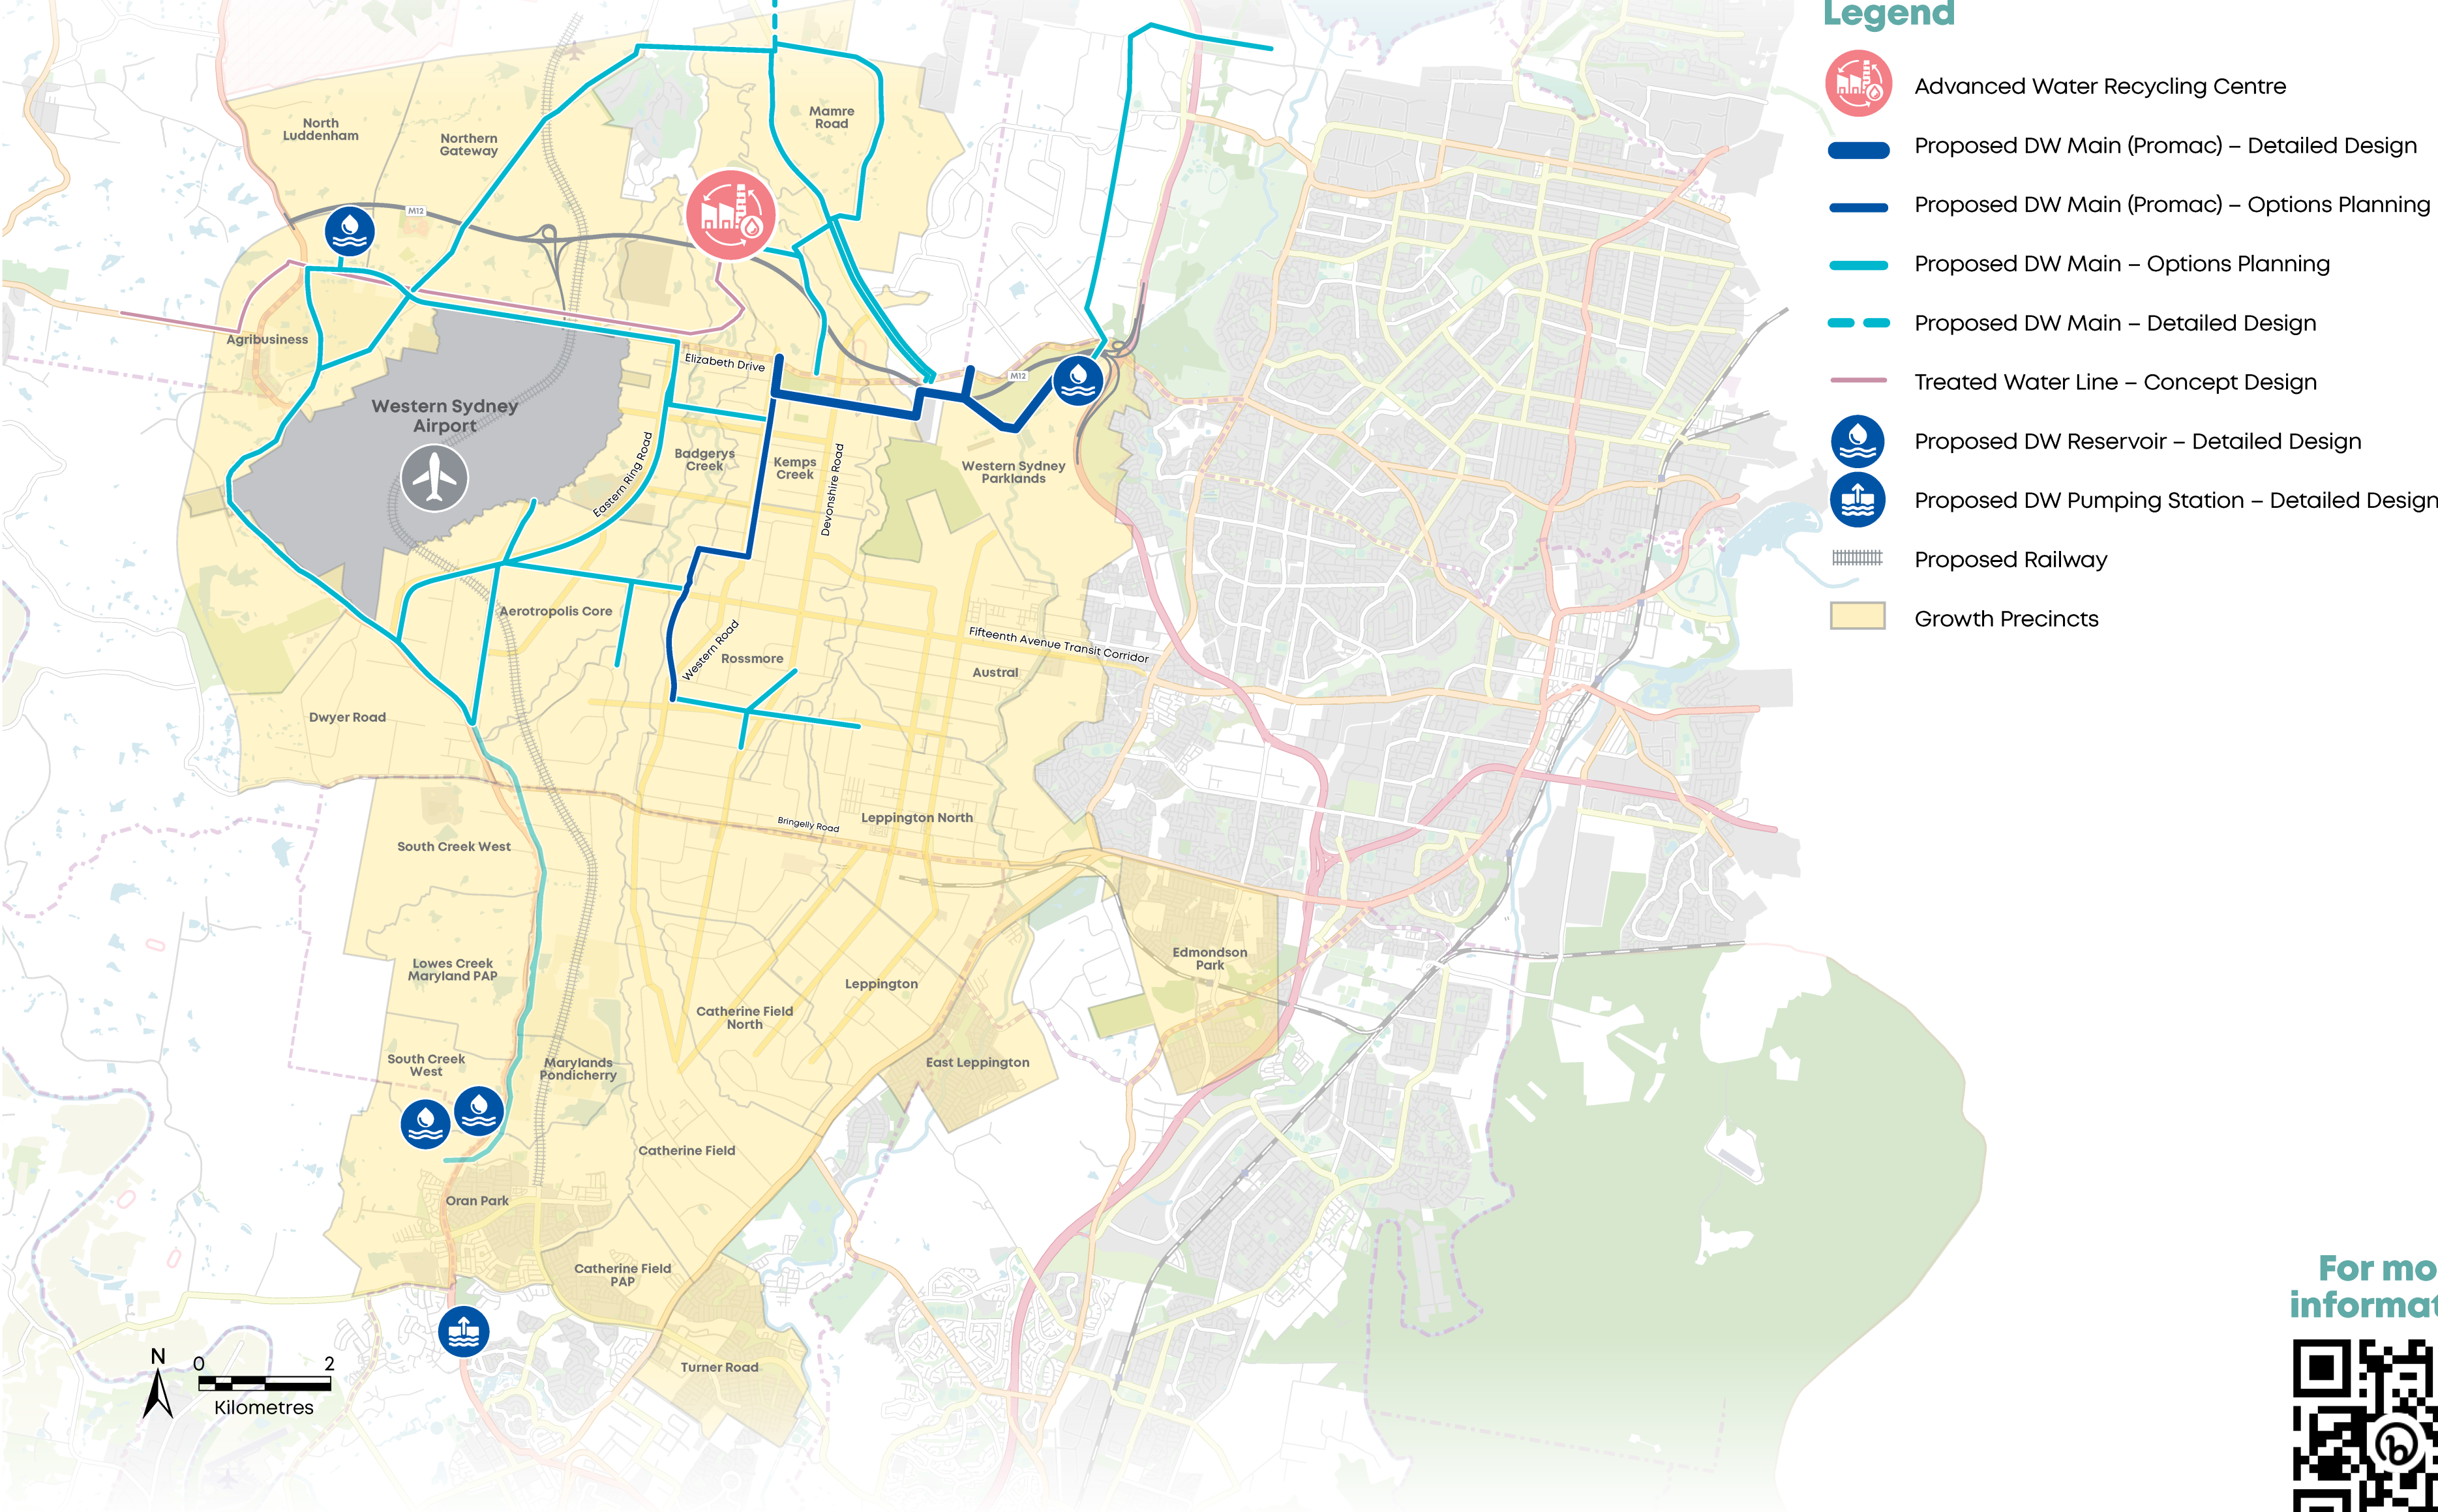 Legend
Advanced Water Recycling Centre
Proposed DW Main (Promac) – Detailed Design
Proposed DW Main (Promac) – Options Planning
Proposed DW Main – Options Planning
Proposed DW Main – Detailed Design
Treated Water Line – Concept Design
Proposed DW Reservoir – Detailed Design
Proposed DW Pumping Station – Detailed Design
Proposed Railway
Growth Precincts
North
Luddenham
Northern
Gateway
Mamre
Road
M12
Agribusiness
Elizabeth Drive
M12
Western Sydney
Airport
Eastern Ring Road
Badgerys
Creek
Kemps
Creek
Devonshire Road
Western Sydney
Parklands
Aerotropolis Core
Western Road
Rossmore
Fifteenth Avenue Transit Corridor
Austral
Dwyer Road
Bringelly Road
Leppington North
South Creek West
Lowes Creek
Maryland PAP
Leppington
Edmondson
Park
Catherine Field
North
South Creek
West
Marylands
Pondicherry
East Leppington
Catherine Field
Oran Park
Catherine Field
PAP
Turner Road
N
0 2
Kilometres
For mo
informat
b